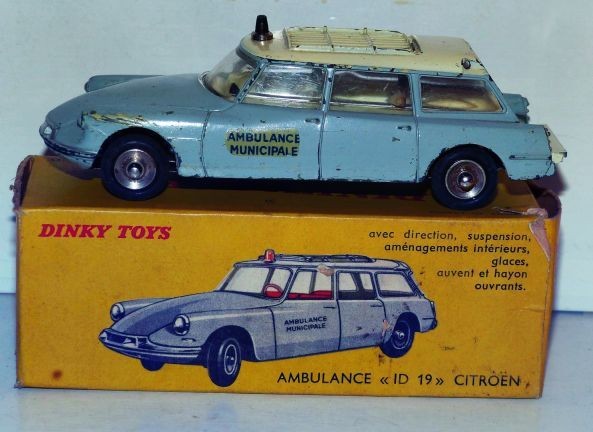 AMBULANCE
MUNICIPALE
DINKY TOYS
avec direction, suspension,
aménagements intérieurs,
glaces,
auvent et hayon
ouvrants.
AMBULANCE
MUNICIPALE
AMBULANCE « ID 19 » CITROËN